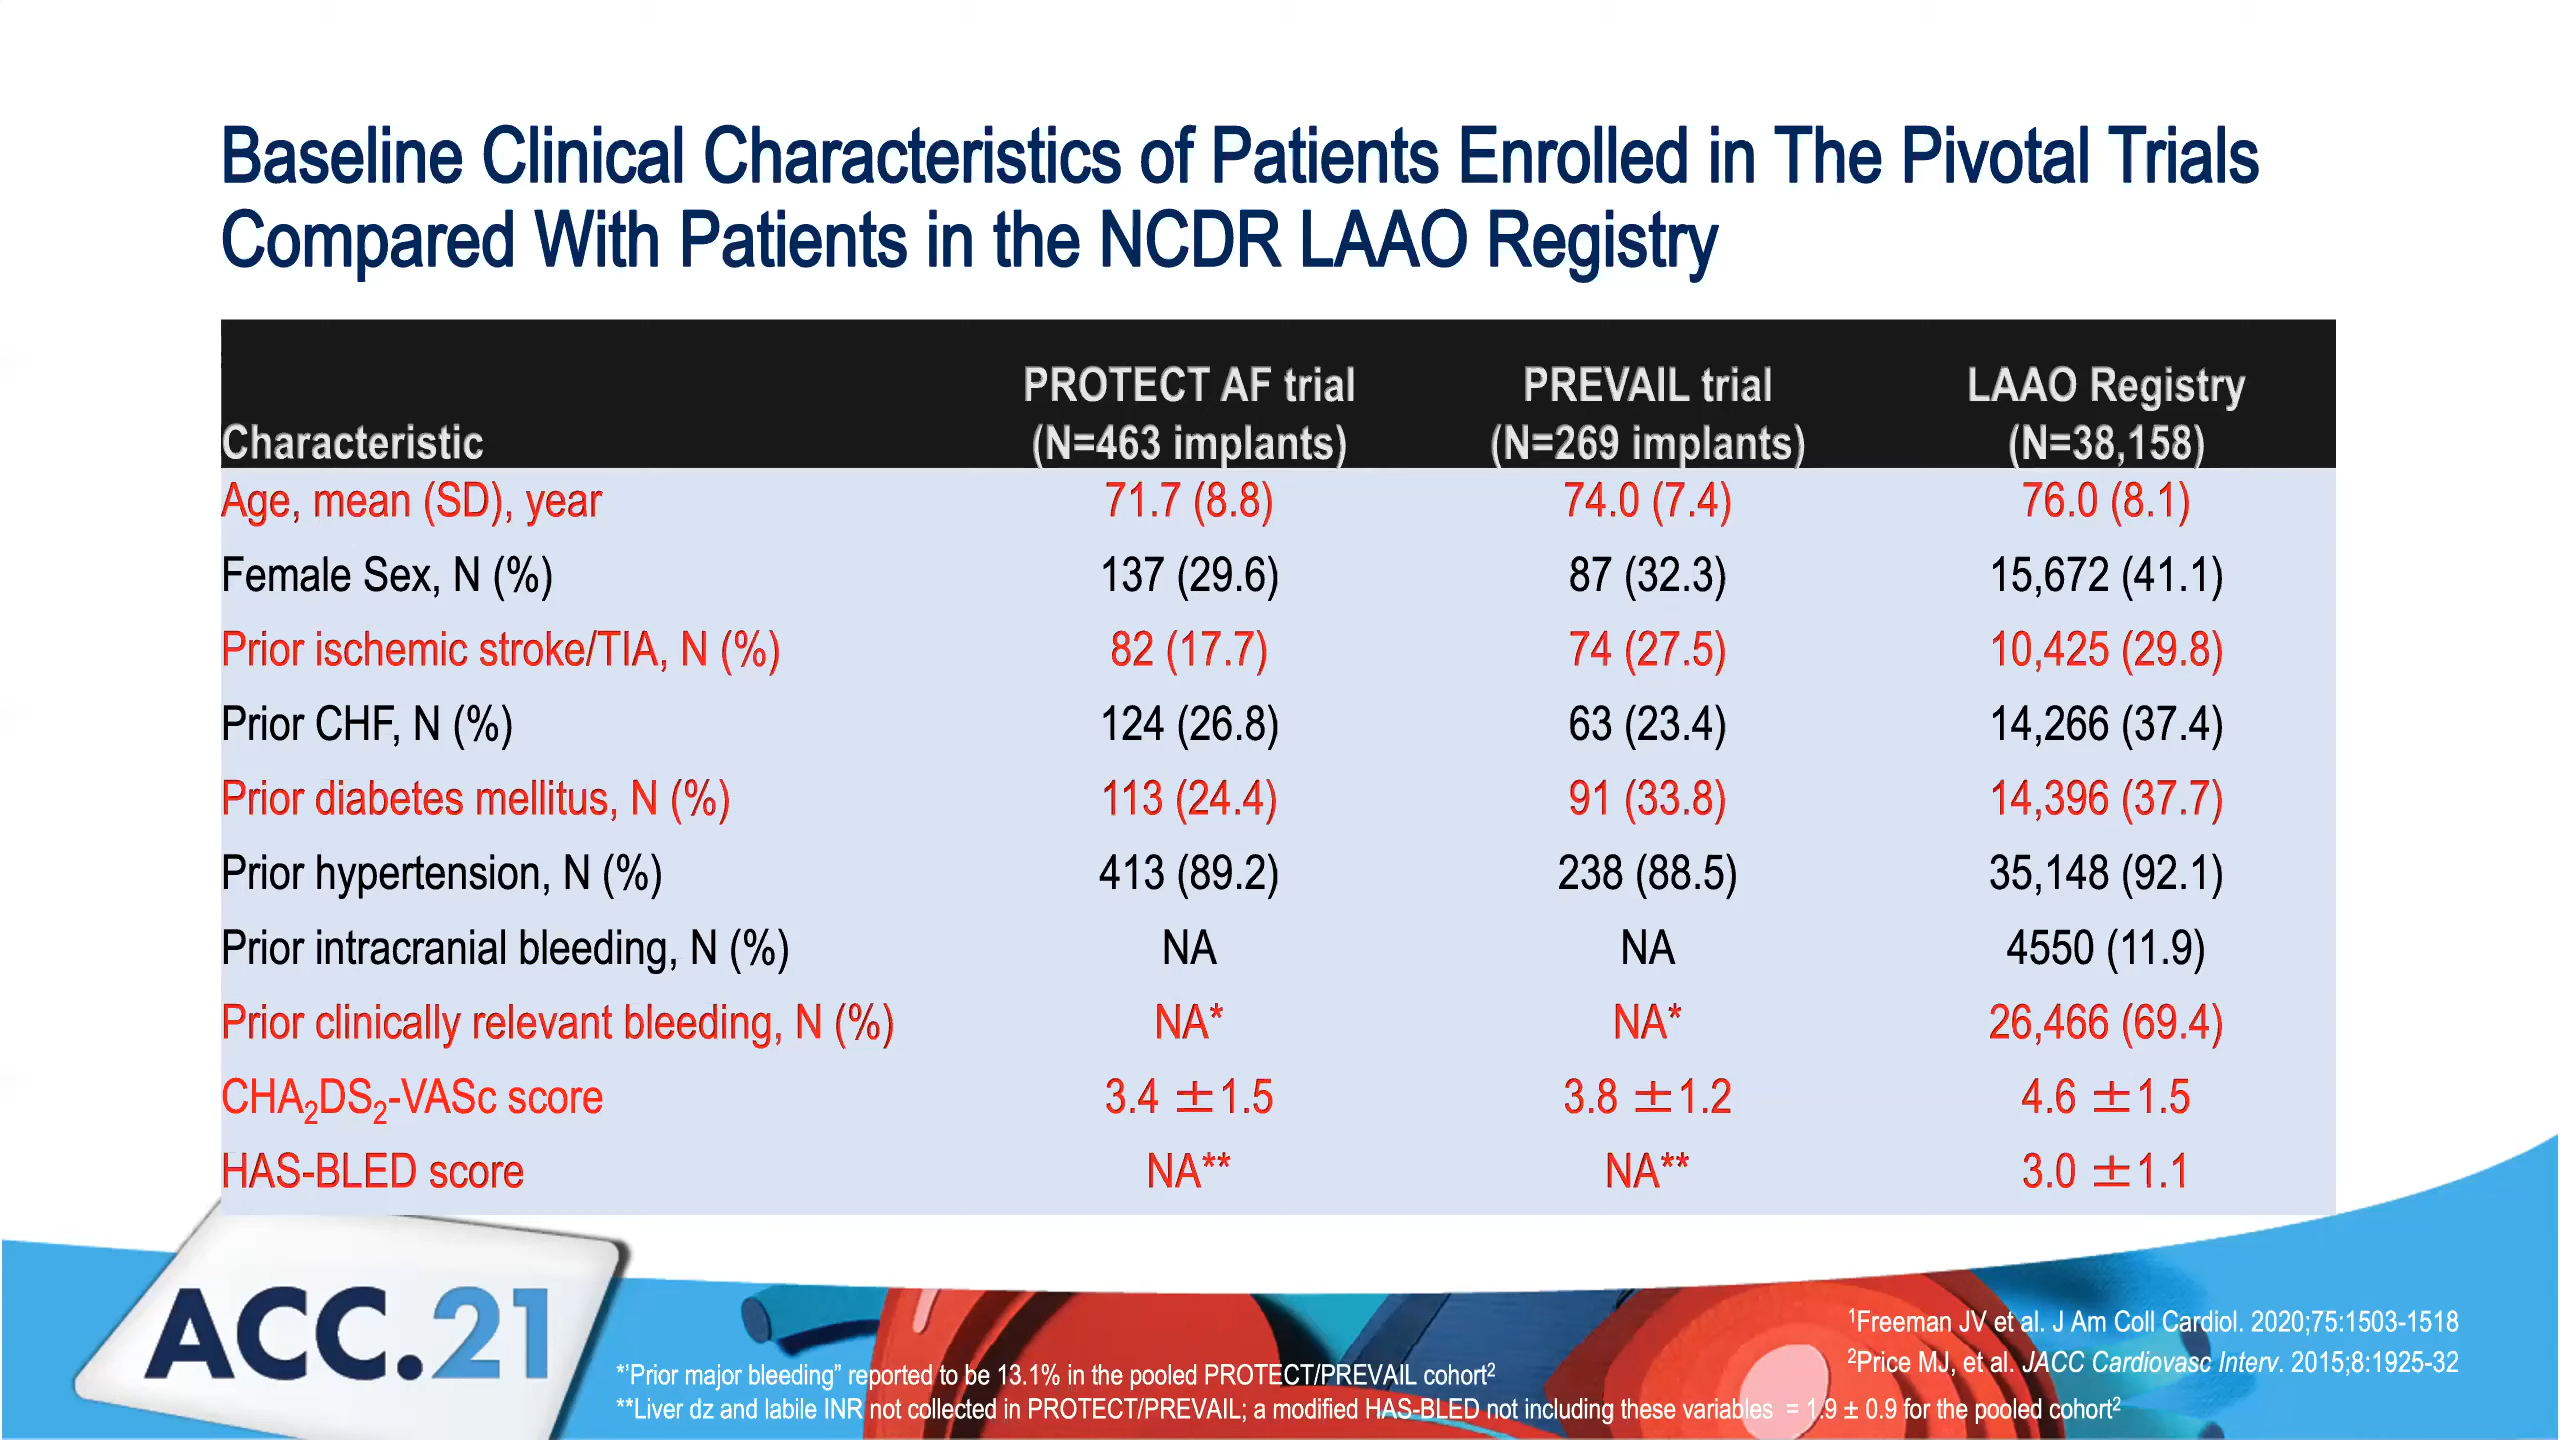 Baseline Clinical Characteristics of Patients Enrolled in The Pivotal Trials
Compared With Patients in the NCDR LAAO Registry
Characteristic PROTECT AF trial (N=463 implants) PREVAIL trial (N=269 implants) LAAO Registry (N=38,158)
Age, mean (SD), year 71.7 (8.8) 74.0 (7.4) 76.0 (8.1)
Female Sex, N (%) 137 (29.6) 87 (32.3) 15,672 (41.1)
Prior ischemic stroke/TIA, N (%) 82 (17.7) 74 (27.5) 10,425 (29.8)
Prior CHF, N (%) 124 (26.8) 63 (23.4) 14,266 (37.4)
Prior diabetes mellitus, N (%) 113 (24.4) 91 (33.8) 14,396 (37.7)
Prior hypertension, N (%) 413 (89.2) 238 (88.5) 35,148 (92.1)
Prior intracranial bleeding, N (%) NA NA 4550 (11.9)
Prior clinically relevant bleeding, N (%) NA* NA* 26,466 (69.4)
CHA₂DS₂-VASc score 3.4 ±1.5 3.8 ±1.2 4.6 ±1.5
HAS-BLED score NA** NA** 3.0 ±1.1
ACC.21
¹Freeman JV et al. J Am Coll Cardiol. 2020;75:1503-1518
²Price MJ, et al. JACC Cardiovasc Interv. 2015;8:1925-32
*'Prior major bleeding” reported to be 13.1% in the pooled PROTECT/PREVAIL cohort²
**Liver dz and labile INR not collected in PROTECT/PREVAIL; a modified HAS-BLED not including these variables = 1.9 ± 0.9 for the pooled cohort²